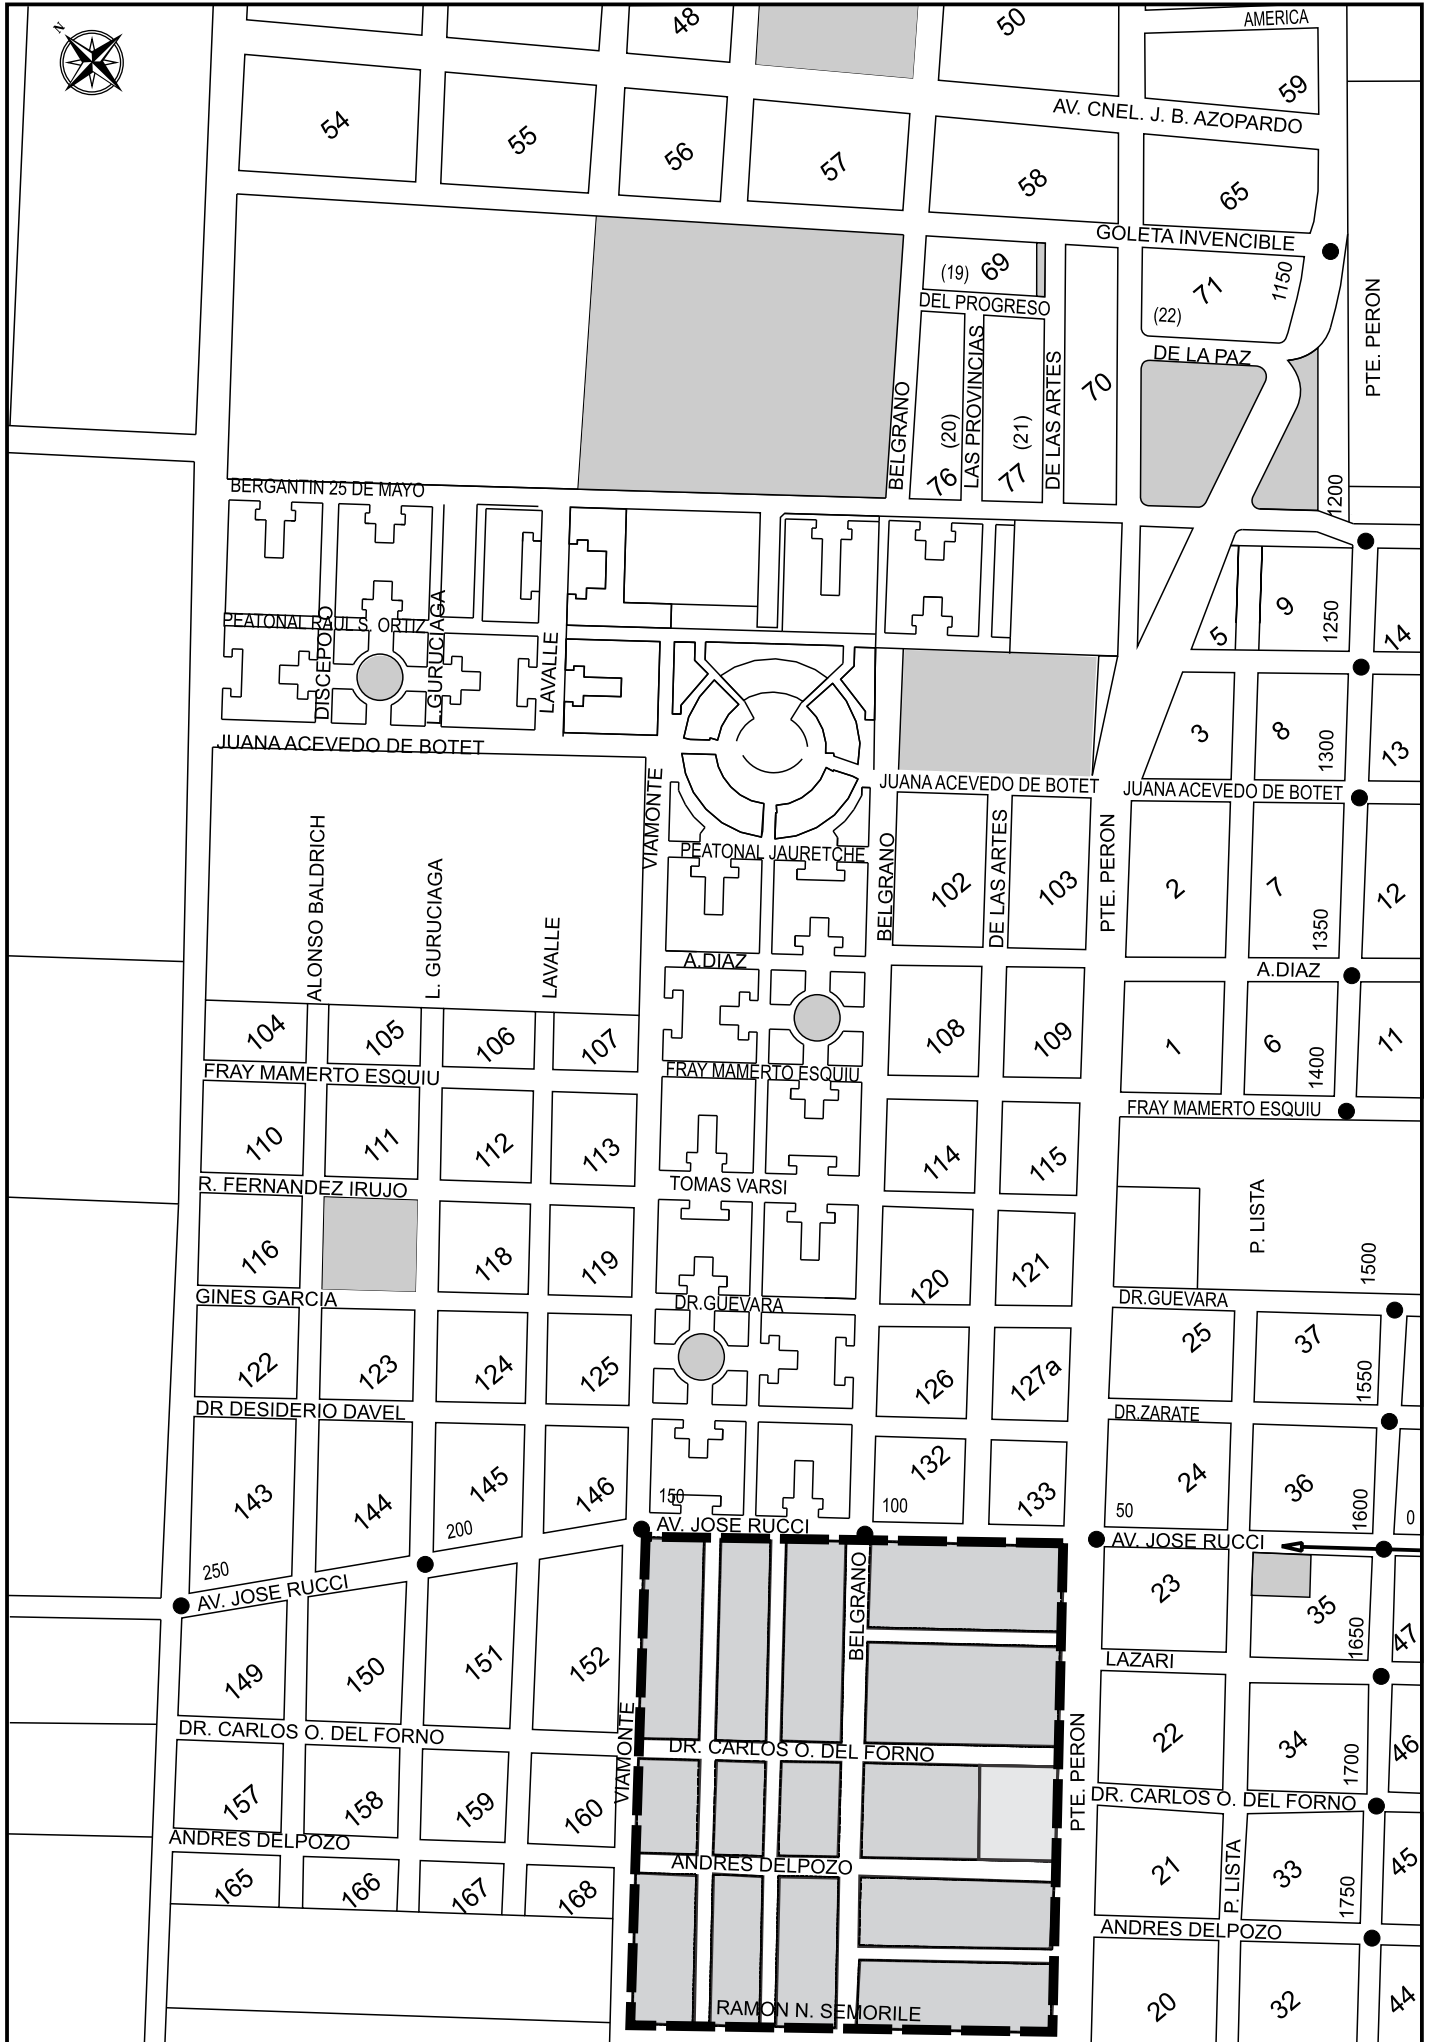 N
48
50
AMERICA
59
54
55
56
57
58
AV. CNEL. J. B. AZOPARDO
65
GOLETA INVENCIBLE
(19) 69
DEL PROGRESO
71
(22)
1150
DE LA PAZ
PTE. PERON
BELGRANO
76 (20)
LAS PROVINCIAS
77 (21)
DE LAS ARTES
70
1200
BERGANTIN 25 DE MAYO
PEATONAL RAUL S. ORTIZ
DISCEPOLO
L.GURUCIAGA
LAVALLE
5
9
1250
14
3
8
1300
13
JUANA ACEVEDO DE BOTET
JUANA ACEVEDO DE BOTET
JUANA ACEVEDO DE BOTET
VIAMONTE
PEATONAL JAURETCHE
ALONSO BALDRICH
L. GURUCIAGA
LAVALLE
BELGRANO
102
DE LAS ARTES
103
PTE. PERON
2
7
1350
12
A.DIAZ
A.DIAZ
104
105
106
107
108
109
1
6
1400
11
FRAY MAMERTO ESQUIU
FRAY MAMERTO ESQUIU
FRAY MAMERTO ESQUIU
110
111
112
113
114
115
R. FERNANDEZ IRUJO
TOMAS VARSI
P. LISTA
116
118
119
120
121
1500
GINES GARCIA
DR.GUEVARA
DR.GUEVARA
122
123
124
125
126
127a
25
37
1550
DR DESIDERIO DAVEL
DR.ZARATE
143
144
145
146
132
133
24
36
1600
250
200
150
100
50
0
AV. JOSE RUCCI
AV. JOSE RUCCI
AV. JOSE RUCCI
149
150
151
152
BELGRANO
23
35
1650
47
LAZARI
VIAMONTE
PTE. PERON
22
34
1700
46
DR. CARLOS O. DEL FORNO
DR. CARLOS O. DEL FORNO
DR. CARLOS O. DEL FORNO
157
158
159
160
21
P. LISTA
33
1750
45
ANDRES DELPOZO
ANDRES DELPOZO
ANDRES DELPOZO
165
166
167
168
20
32
44
RAMON N. SEMORILE